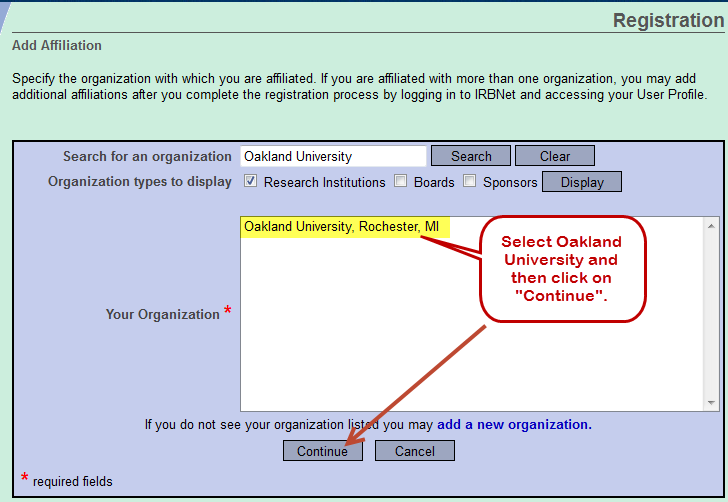 Registration
Add Affiliation
Specify the organization with which you are affiliated. If you are affiliated with more than one organization, you may add
additional affiliations after you complete the registration process by logging in to IRBNet and accessing your User Profile.
Search for an organization Oakland University Search Clear
Organization types to display Research Institutions Boards Sponsors Display
Oakland University, Rochester, MI
Select Oakland
University and
then click on
"Continue".
Your Organization *
If you do not see your organization listed you may add a new organization.
Continue Cancel
* required fields